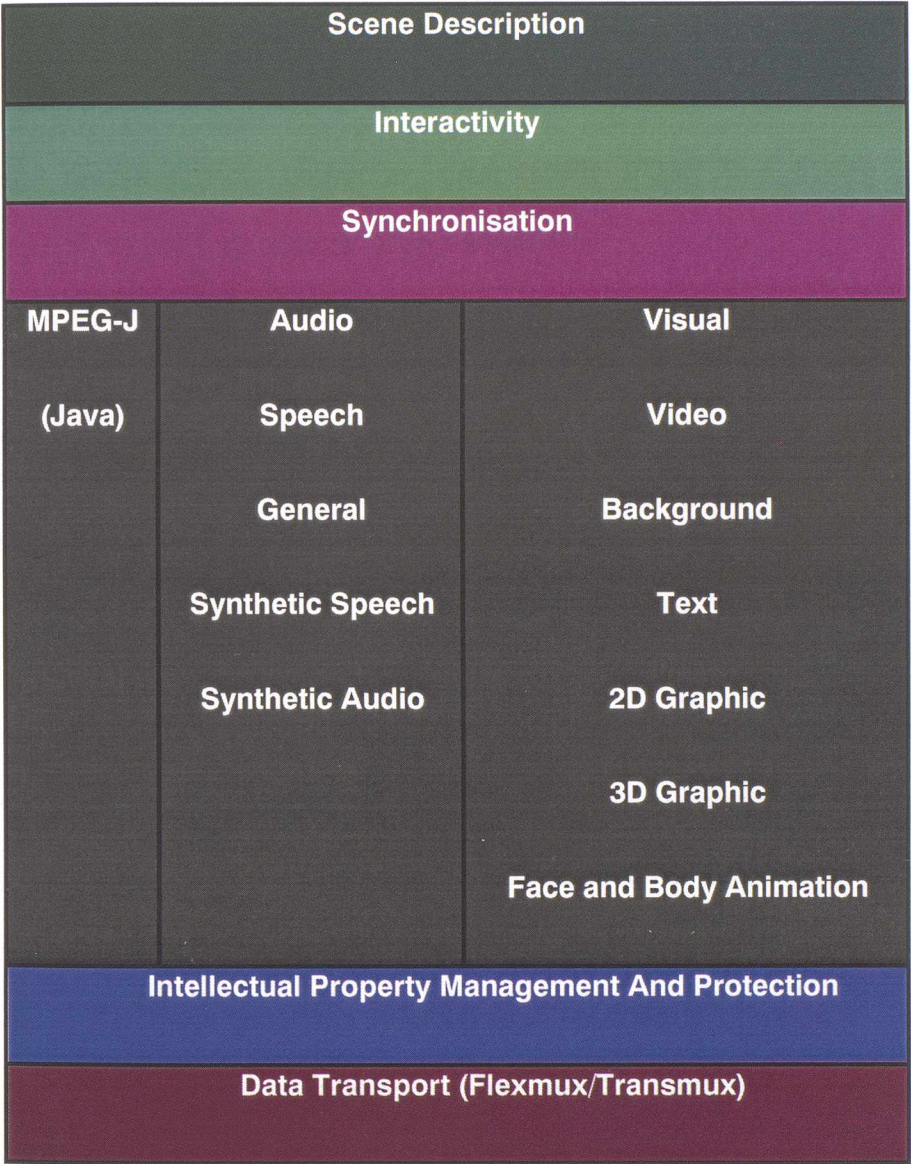 Scene Description
Interactivity
Synchronisation
MPEG-J
(Java)
Audio
Speech
General
Synthetic Speech
Synthetic Audio
Visual
Video
Background
Text
2D Graphic
3D Graphic
Face and Body Animation
Intellectual Property Management And Protection
Data Transport (Flexmux/Transmux)